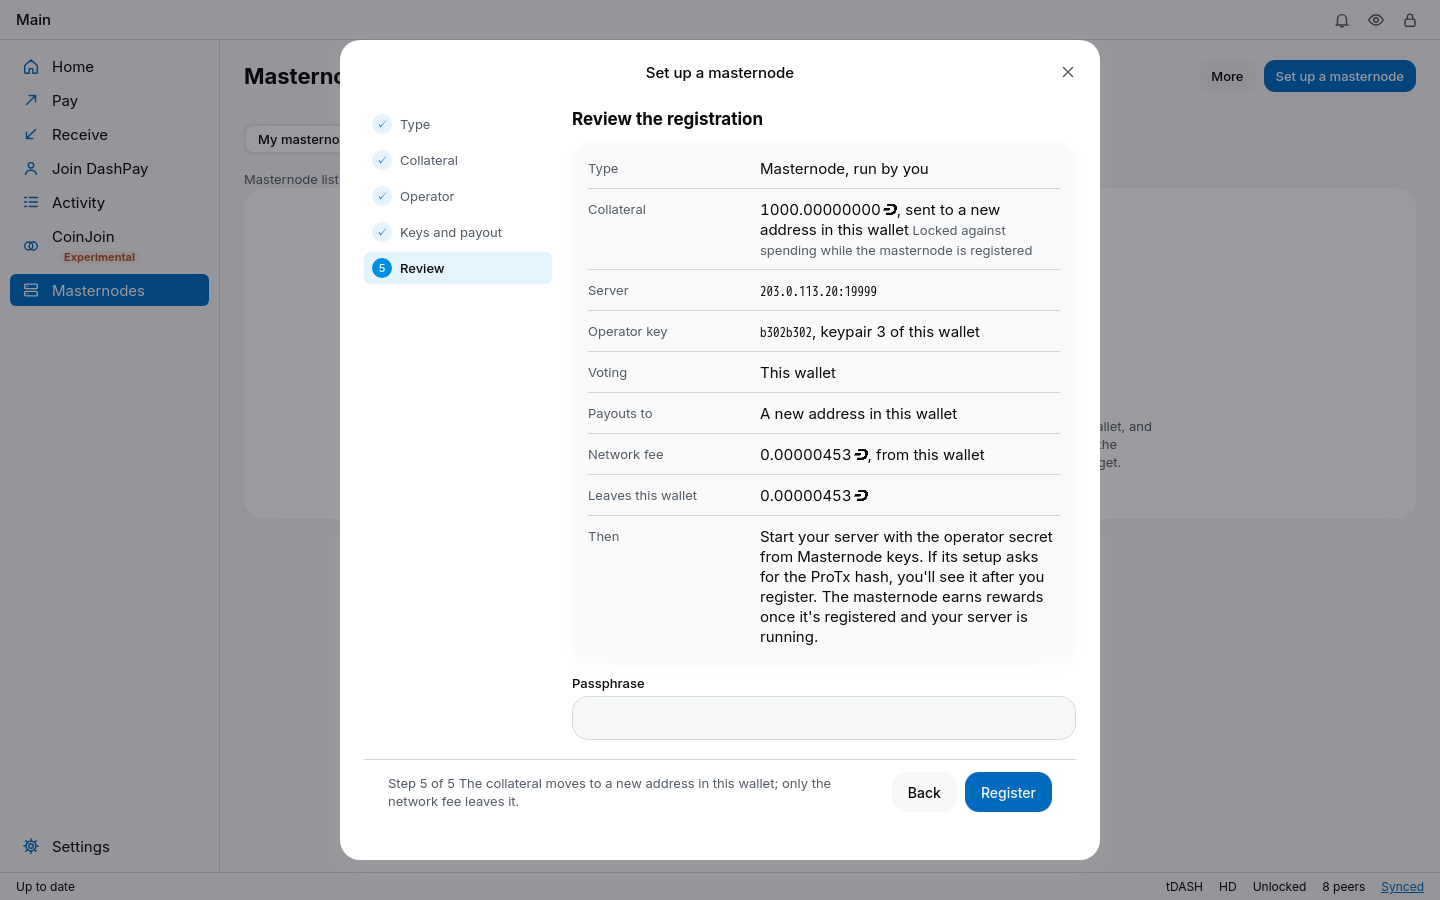 Main
Home
Pay
Receive
Join DashPay
Activity
CoinJoin
Experimental
Masternodes
Settings
Masterno
More
Set up a masternode
My masterno
Masternode list
allet, and
the
get.
Set up a masternode
✓ Type
✓ Collateral
✓ Operator
✓ Keys and payout
5 Review
Review the registration
Type Masternode, run by you
Collateral 1000.00000000, sent to a new
address in this wallet Locked against
spending while the masternode is registered
Server 203.0.113.20:19999
Operator key b302b302, keypair 3 of this wallet
Voting This wallet
Payouts to A new address in this wallet
Network fee 0.00000453, from this wallet
Leaves this wallet 0.00000453
Then Start your server with the operator secret
from Masternode keys. If its setup asks
for the ProTx hash, you'll see it after you
register. The masternode earns rewards
once it's registered and your server is
running.
Passphrase
Step 5 of 5 The collateral moves to a new address in this wallet; only the
network fee leaves it.
Back
Register
Up to date
tDASH HD Unlocked 8 peers Synced